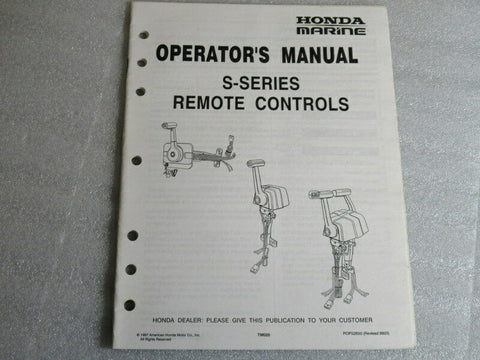 HONDA
MARINE
OPERATOR'S MANUAL
S-SERIES
REMOTE CONTROLS
HONDA DEALER: PLEASE GIVE THIS PUBLICATION TO YOUR CUSTOMER
© 1997 American Honda Motor Co., Inc.
All Rights Reserved